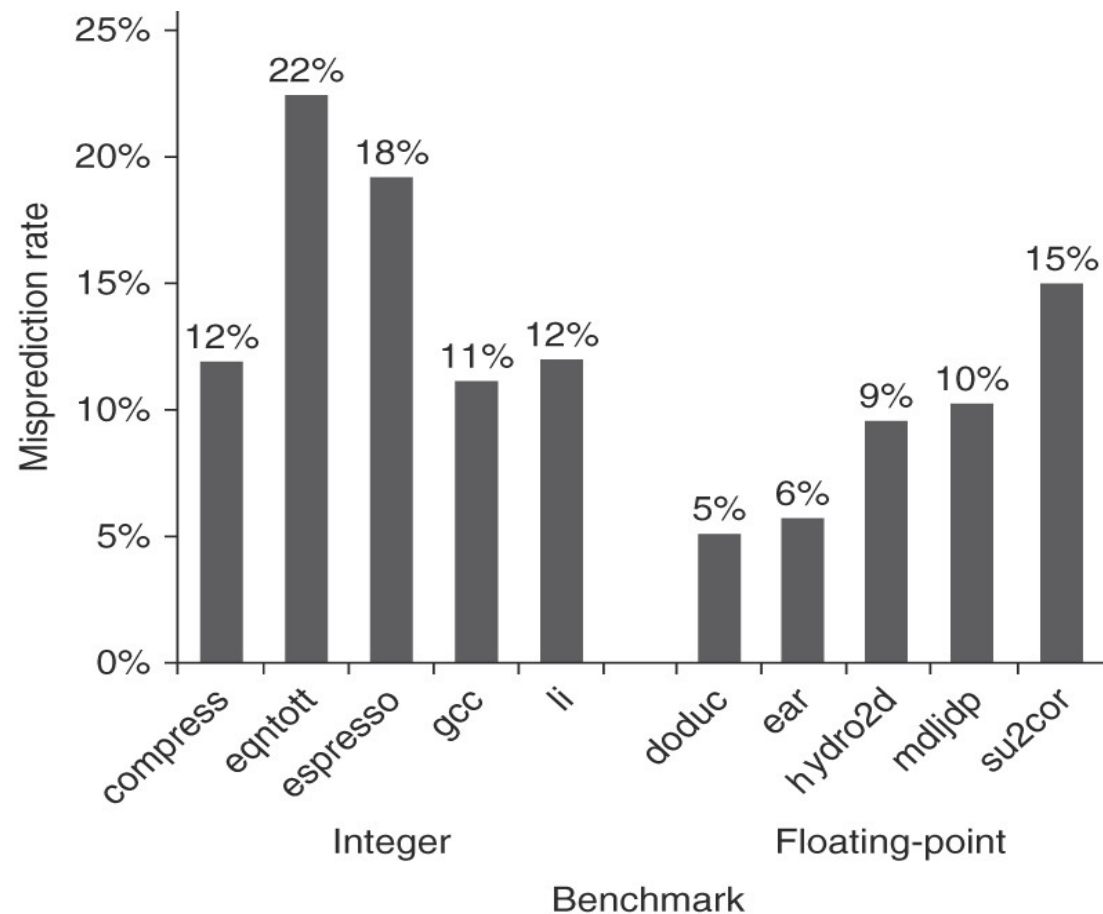 25%
20%
15%
10%
5%
0%
Misprediction rate
12%
22%
18%
11%
12%
5%
6%
9%
10%
15%
compress
eqntott
espresso
gcc
li
doduc
ear
hydro2d
mdljdp
su2cor
Integer
Floating-point
Benchmark